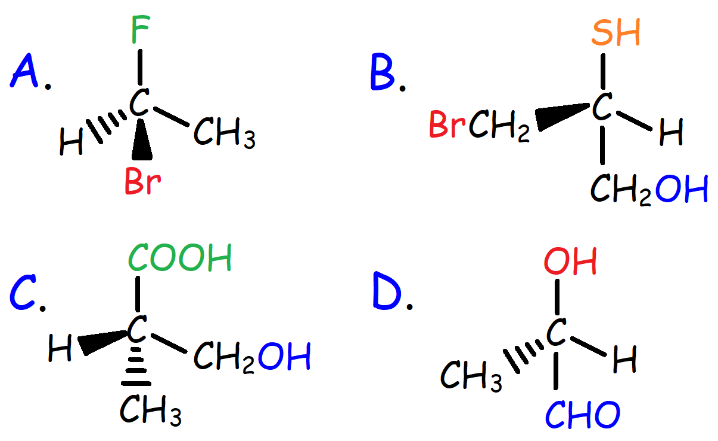 A.
F
C
H
CH₃
Br
B.
SH
BrCH₂
C
H
CH₂OH
C.
COOH
H
C
CH₂OH
CH₃
D.
OH
C
CH₃
H
CHO